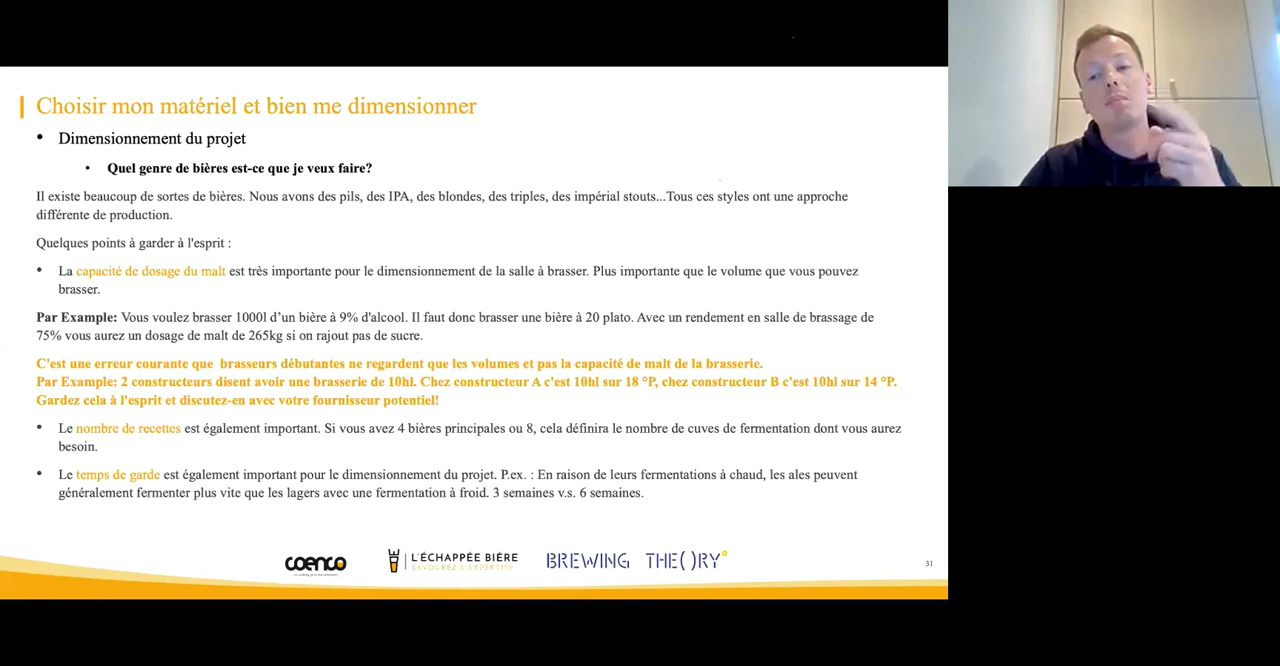 Choisir mon matériel et bien me dimensionner
• Dimensionnement du projet
• Quel genre de bières est-ce que je veux faire?
Il existe beaucoup de sortes de bières. Nous avons des pils, des IPA, des blondes, des triples, des impérial stouts...Tous ces styles ont une approche
différente de production.
Quelques points à garder à l'esprit :
• La capacité de dosage du malt est très importante pour le dimensionnement de la salle à brasser. Plus importante que le volume que vous pouvez
brasser.
Par Example: Vous voulez brasser 1000l d'un bière à 9% d'alcool. Il faut donc brasser une bière à 20 plato. Avec un rendement en salle de brassage de
75% vous aurez un dosage de malt de 265kg si on rajout pas de sucre.
C'est une erreur courante que brasseurs débutantes ne regardent que les volumes et pas la capacité de malt de la brasserie.
Par Example: 2 constructeurs disent avoir une brasserie de 10hl. Chez constructeur A c'est 10hl sur 18 °P, chez constructeur B c'est 10hl sur 14 °P.
Gardez cela à l'esprit et discutez-en avec votre fournisseur potentiel!
• Le nombre de recettes est également important. Si vous avez 4 bières principales ou 8, cela définira le nombre de cuves de fermentation dont vous aurez
besoin.
• Le temps de garde est également important pour le dimensionnement du projet. P.ex. : En raison de leurs fermentations à chaud, les ales peuvent
généralement fermenter plus vite que les lagers avec une fermentation à froid. 3 semaines v.s. 6 semaines.
coenco
L'ÉCHAPPÉE BIÈRE
SAVOUREZ L'EXPERTISE
BREWING THE()RY°
31